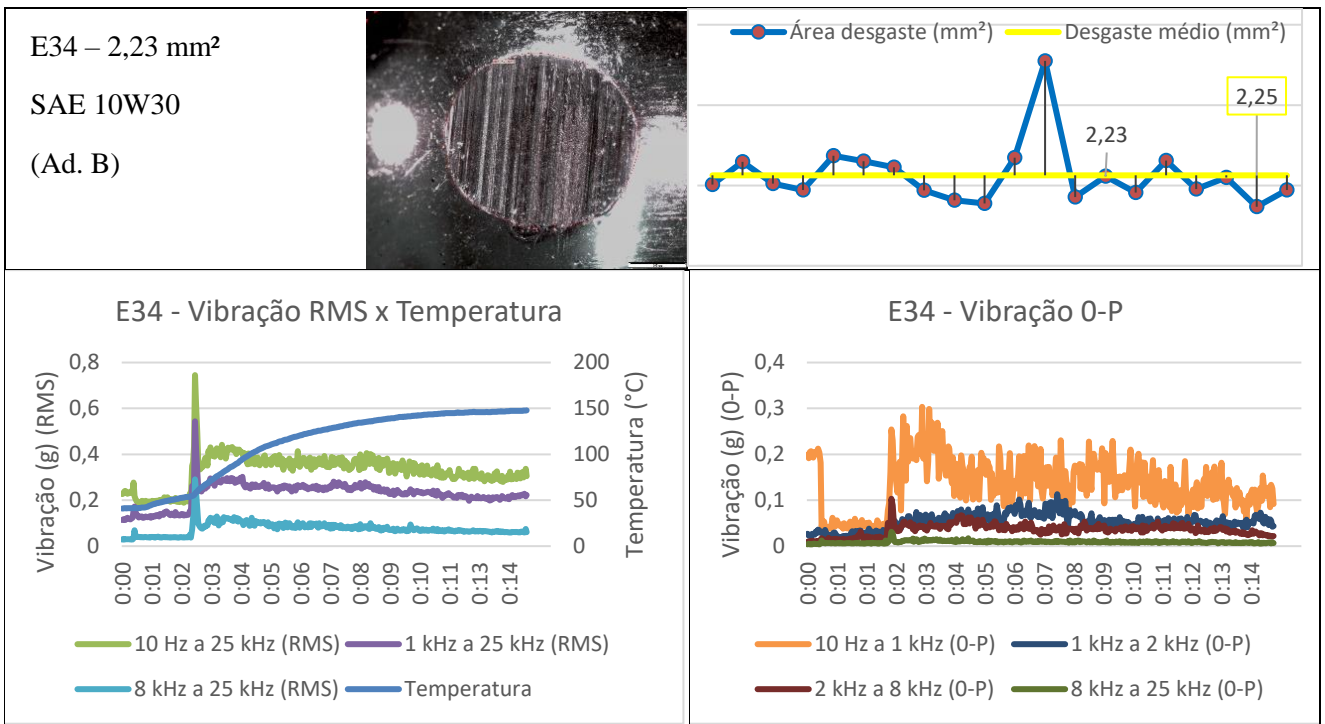 E34 – 2,23 mm²
SAE 10W30
(Ad. B)
Área desgaste (mm²) Desgaste médio (mm²)
2,25
2,23
E34 - Vibração RMS x Temperatura
Vibração (g) (RMS)
0,8
0,6
0,4
0,2
0
200
150
100
50
0
Temperatura (°C)
0:00 0:01 0:02 0:03 0:04 0:05 0:06 0:07 0:08 0:09 0:10 0:11 0:13 0:14
10 Hz a 25 kHz (RMS) 1 kHz a 25 kHz (RMS)
8 kHz a 25 kHz (RMS) Temperatura
E34 - Vibração 0-P
Vibração (g) (0-P)
0,4
0,3
0,2
0,1
0
0:00 0:01 0:02 0:02 0:03 0:04 0:05 0:06 0:07 0:08 0:09 0:10 0:11 0:12 0:13 0:14
10 Hz a 1 kHz (0-P) 1 kHz a 2 kHz (0-P)
2 kHz a 8 kHz (0-P) 8 kHz a 25 kHz (0-P)